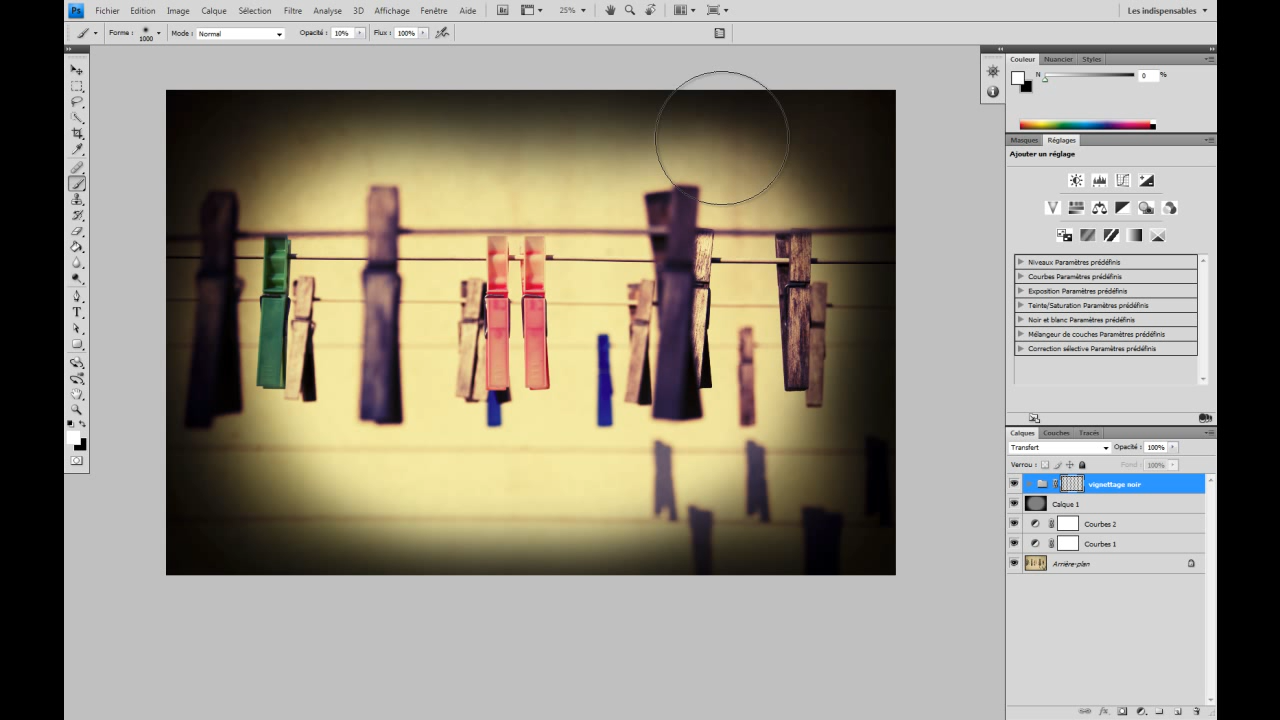 Ps Fichier Edition Image Calque Sélection Filtre Analyse 3D Affichage Fenêtre Aide Br 25% Les indispensables
Forme : 1000 Mode : Normal Opacité : 10% Flux : 100%
Couleur Nuancier Styles
N 0 %
Masques Réglages
Ajouter un réglage
Niveaux Paramètres prédéfinis
Courbes Paramètres prédéfinis
Exposition Paramètres prédéfinis
Teinte/Saturation Paramètres prédéfinis
Noir et blanc Paramètres prédéfinis
Mélangeur de couches Paramètres prédéfinis
Correction sélective Paramètres prédéfinis
Calques Couches Tracés
Transfert Opacité : 100%
Verrou : Fond : 100%
vignettage noir
Calque 1
Courbes 2
Courbes 1
Arrière-plan